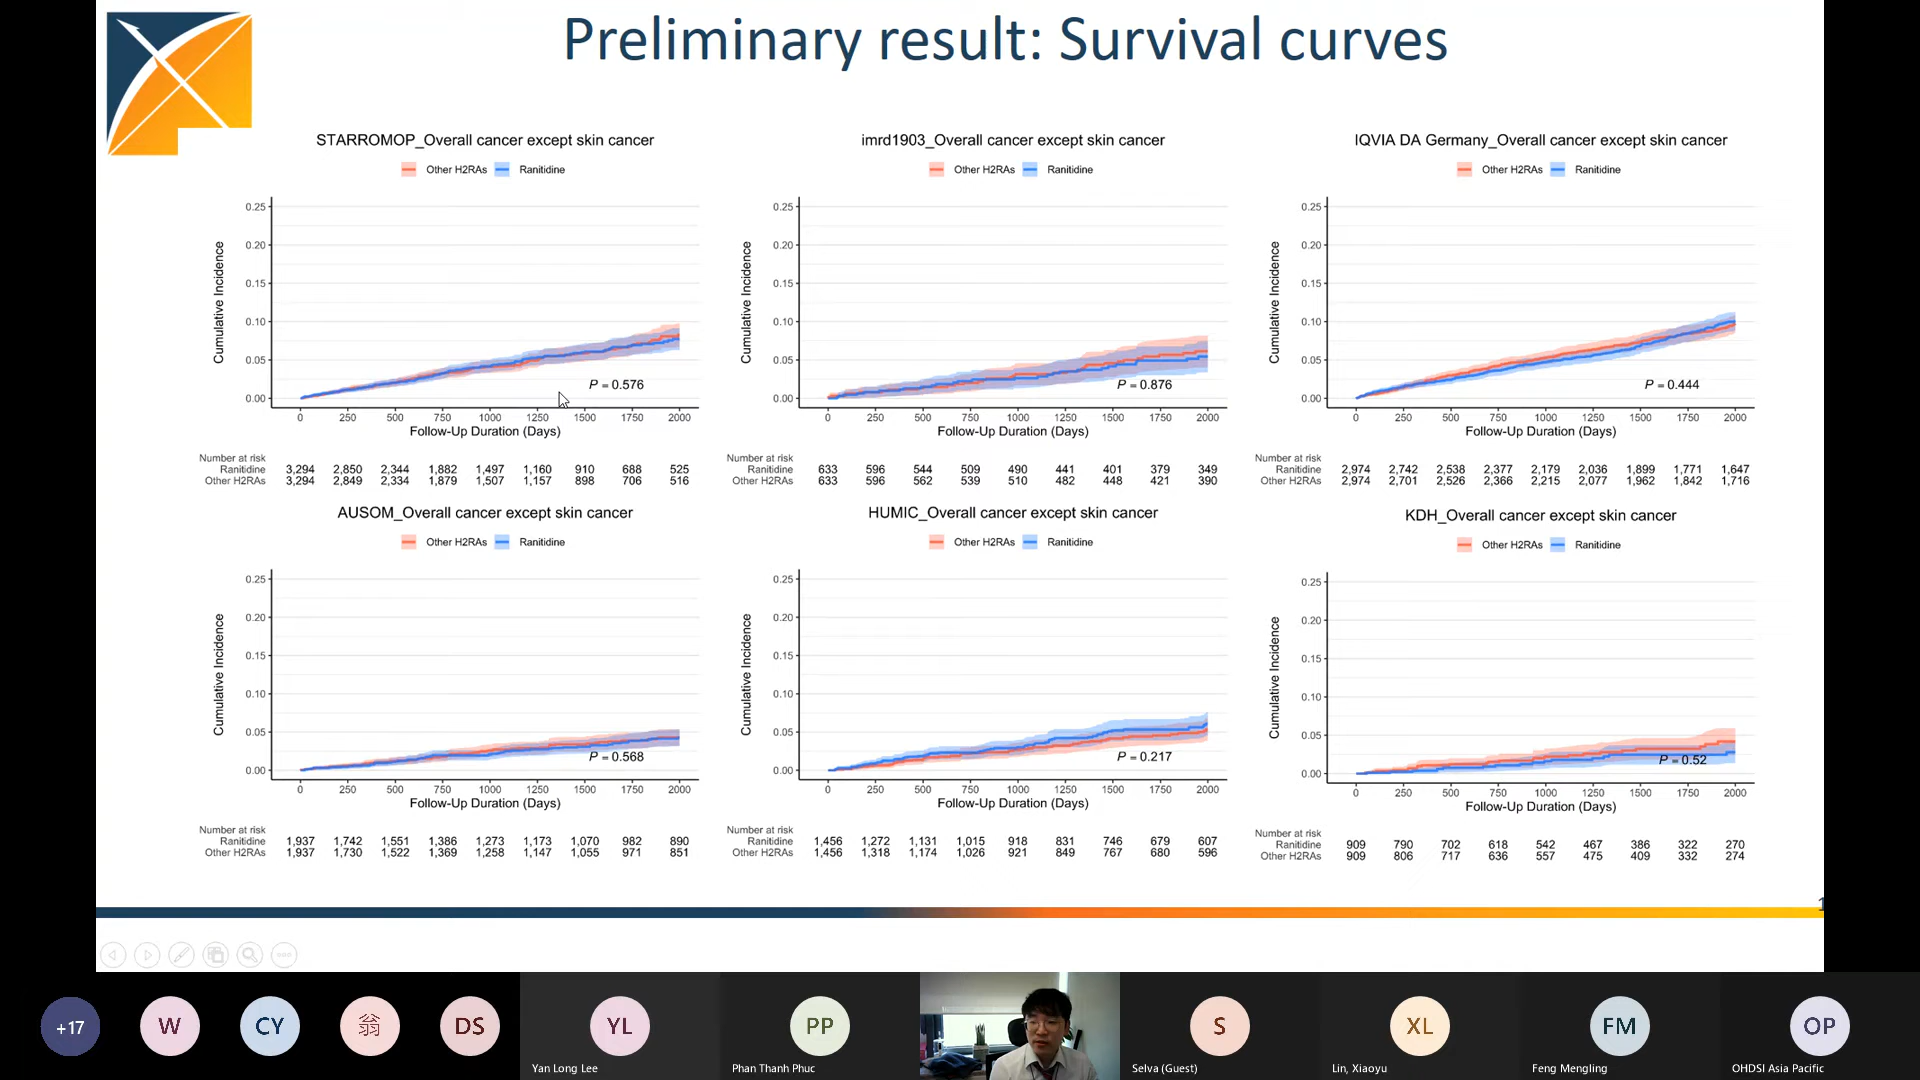 Preliminary result: Survival curves
STARROMOP_Overall cancer except skin cancer
Other H2RAs Ranitidine
0.25
0.20
0.15
0.10
0.05
0.00
Cumulative Incidence
P = 0.576
0 250 500 750 1000 1250 1500 1750 2000
Follow-Up Duration (Days)
Number at risk
Ranitidine 3,294 2,850 2,344 1,882 1,497 1,160 910 688 525
Other H2RAs 3,294 2,849 2,334 1,879 1,507 1,157 898 706 516
imrd1903_Overall cancer except skin cancer
Other H2RAs Ranitidine
0.25
0.20
0.15
0.10
0.05
0.00
Cumulative Incidence
P = 0.876
0 250 500 750 1000 1250 1500 1750 2000
Follow-Up Duration (Days)
Number at risk
Ranitidine 633 596 544 509 490 441 401 379 349
Other H2RAs 633 596 562 539 510 482 448 421 390
IQVIA DA Germany_Overall cancer except skin cancer
Other H2RAs Ranitidine
0.25
0.20
0.15
0.10
0.05
0.00
Cumulative Incidence
P = 0.444
0 250 500 750 1000 1250 1500 1750 2000
Follow-Up Duration (Days)
Number at risk
Ranitidine 2,974 2,742 2,538 2,377 2,179 2,036 1,899 1,771 1,647
Other H2RAs 2,974 2,701 2,526 2,366 2,215 2,077 1,962 1,842 1,716
AUSOM_Overall cancer except skin cancer
Other H2RAs Ranitidine
0.25
0.20
0.15
0.10
0.05
0.00
Cumulative Incidence
P = 0.568
0 250 500 750 1000 1250 1500 1750 2000
Follow-Up Duration (Days)
Number at risk
Ranitidine 1,937 1,742 1,551 1,386 1,273 1,173 1,070 982 890
Other H2RAs 1,937 1,730 1,522 1,369 1,258 1,147 1,055 971 851
HUMIC_Overall cancer except skin cancer
Other H2RAs Ranitidine
0.25
0.20
0.15
0.10
0.05
0.00
Cumulative Incidence
P = 0.217
0 250 500 750 1000 1250 1500 1750 2000
Follow-Up Duration (Days)
Number at risk
Ranitidine 1,456 1,272 1,131 1,015 918 831 746 679 607
Other H2RAs 1,456 1,318 1,174 1,026 921 849 767 680 596
KDH_Overall cancer except skin cancer
Other H2RAs Ranitidine
0.25
0.20
0.15
0.10
0.05
0.00
Cumulative Incidence
P = 0.52
0 250 500 750 1000 1250 1500 1750 2000
Follow-Up Duration (Days)
Number at risk
Ranitidine 909 790 702 618 542 467 386 322 270
Other H2RAs 909 806 717 636 557 475 409 332 274
+17 W CY 翁 DS YL PP S XL FM OP
Yan Long Lee Phan Thanh Phuc Selva (Guest) Lin, Xiaoyu Feng Mengling OHDSI Asia Pacific